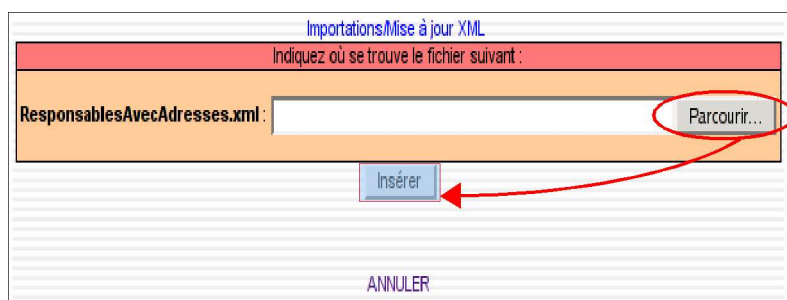 Importations/Mise à jour XML
Indiquez où se trouve le fichier suivant :
ResponsablesAvecAdresses.xml : Parcourir...
Insérer
ANNULER